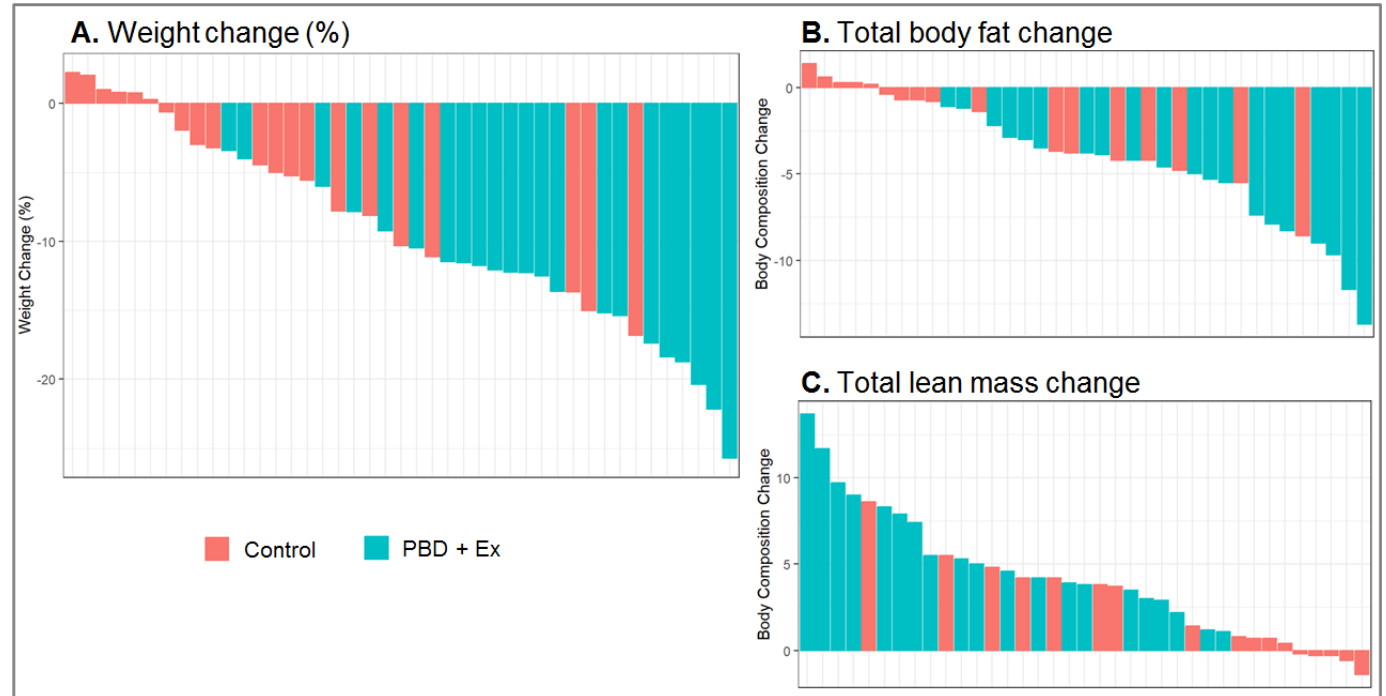 A. Weight change (%)
Weight Change (%)
0
-10
-20
Control
PBD + Ex
B. Total body fat change
Body Composition Change
0
-5
-10
C. Total lean mass change
Body Composition Change
10
5
0